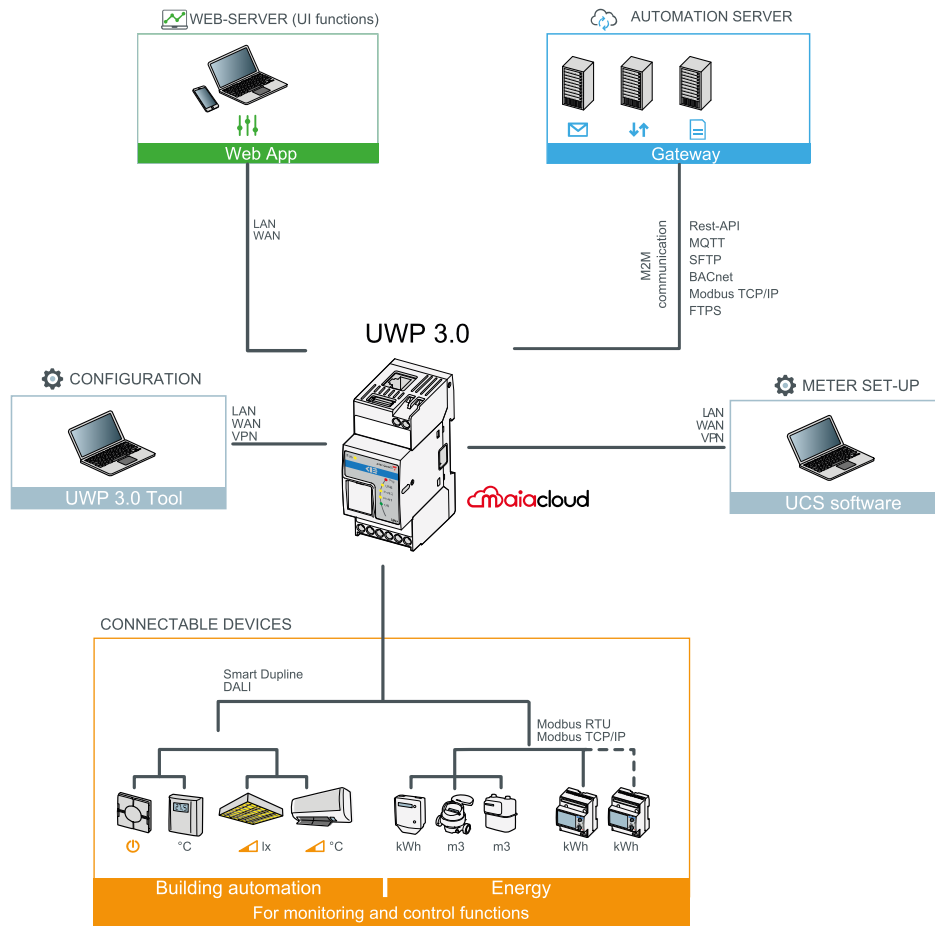 WEB-SERVER (UI functions)
AUTOMATION SERVER
Web App
Gateway
LAN
WAN
M2M
communication
Rest-API
MQTT
SFTP
BACnet
Modbus TCP/IP
FTPS
UWP 3.0
CONFIGURATION
METER SET-UP
LAN
WAN
VPN
LAN
WAN
VPN
UWP 3.0 Tool
UCS software
maiacloud
CONNECTABLE DEVICES
Smart Dupline
DALI
Modbus RTU
Modbus TCP/IP
°C
lx
°C
kWh
m3
m3
kWh
kWh
Building automation
Energy
For monitoring and control functions